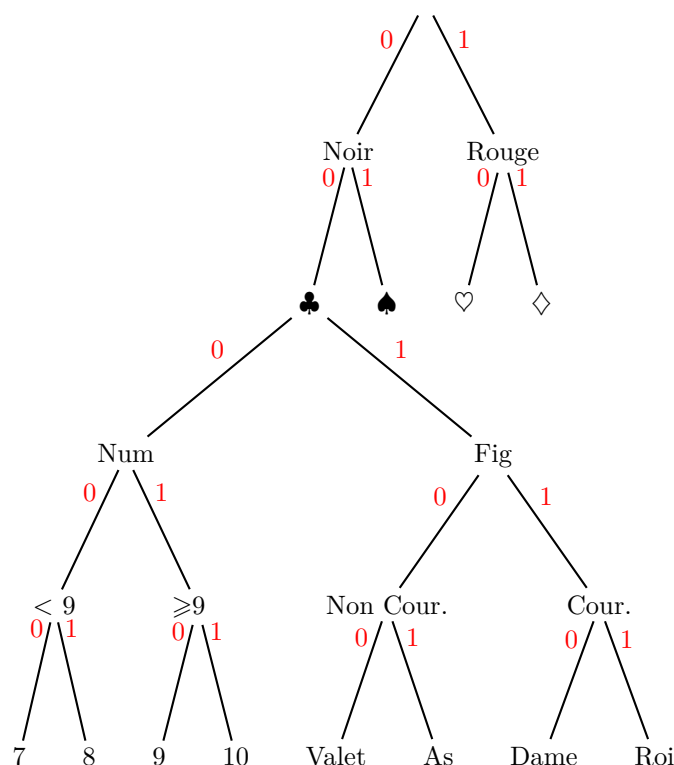 0 1
Noir Rouge
0 1 0 1
♣ ♠ ♡ ♢
0 1
Num Fig
0 1 0 1
< 9 ⩾9 Non Cour. Cour.
0 1 0 1 0 1 0 1
7 8 9 10 Valet As Dame Roi